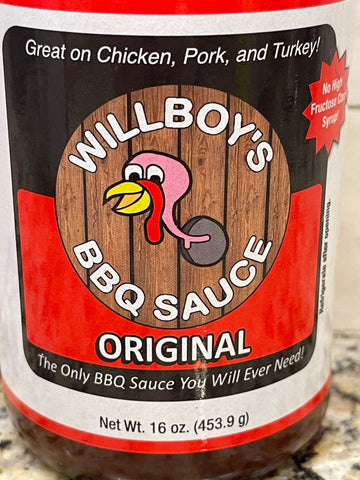 Great on Chicken, Pork, and Turkey!
No High
Fructose Corn
Syrup!
WILLBOY'S
BBQ SAUCE
Refrigerate after opening.
ORIGINAL
The Only BBQ Sauce You Will Ever Need!
Net Wt. 16 oz. (453.9 g)